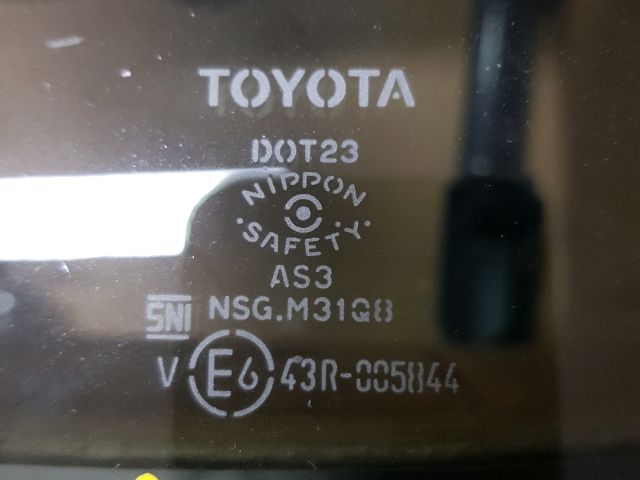 TOYOTA
DOT23
NIPPON
SAFETY
AS3
SNI NSG.M31Q8
V E6 43R-005844